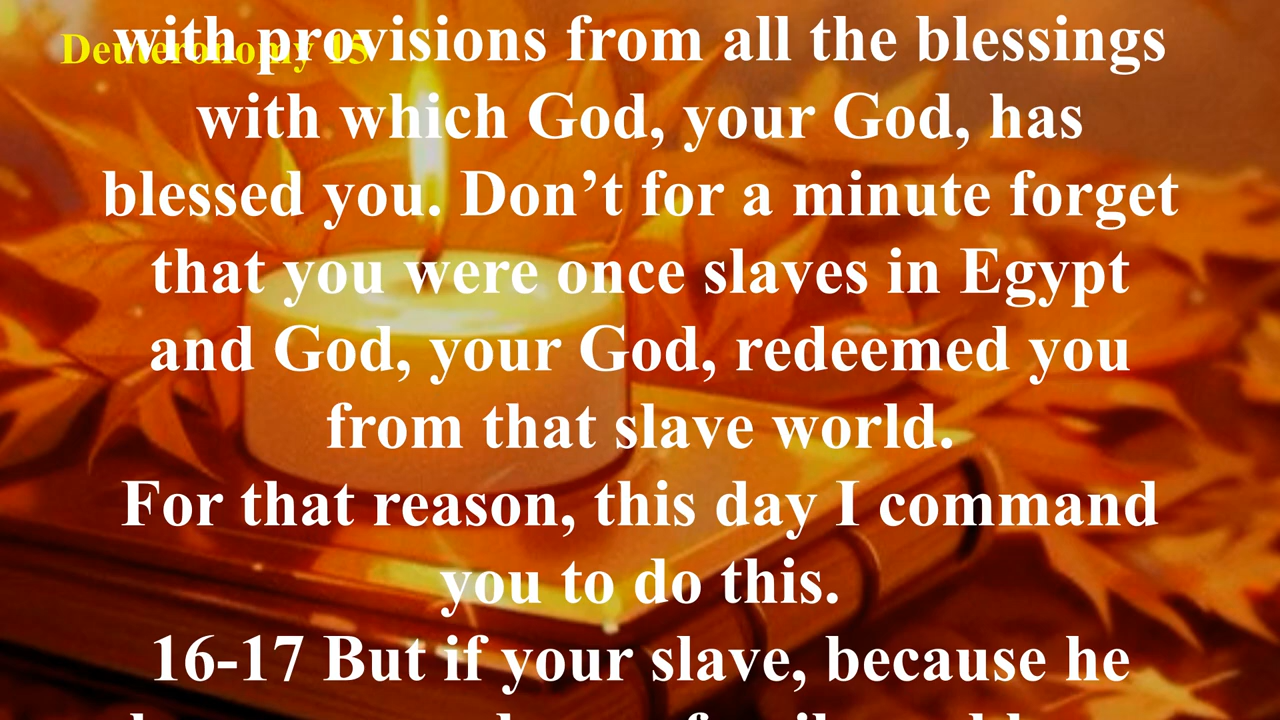 Deuteronomy 15
with provisions from all the blessings
with which God, your God, has
blessed you. Don’t for a minute forget
that you were once slaves in Egypt
and God, your God, redeemed you
from that slave world.
For that reason, this day I command
you to do this.
16-17 But if your slave, because he